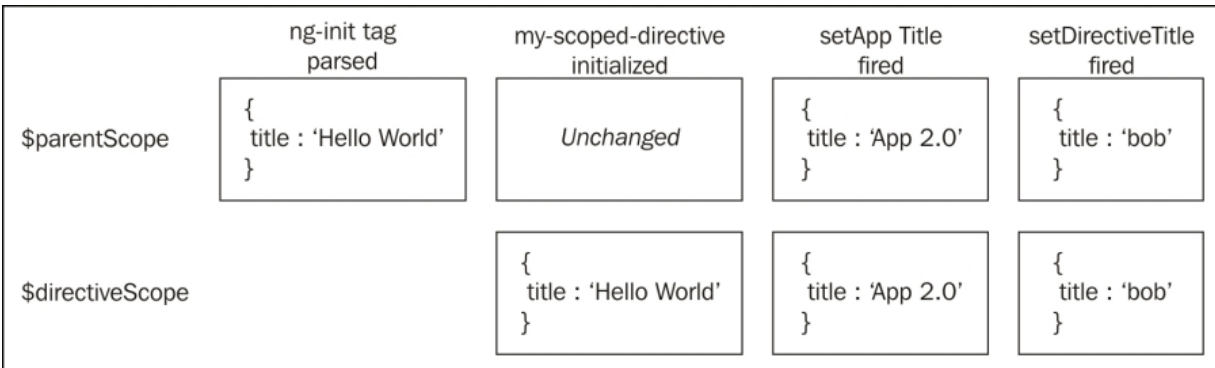 ng-init tag
parsed
my-scoped-directive
initialized
setApp Title
fired
setDirectiveTitle
fired
$parentScope
{
title : ‘Hello World’
}
Unchanged
{
title : ‘App 2.0’
}
{
title : ‘bob’
}
$directiveScope
{
title : ‘Hello World’
}
{
title : ‘App 2.0’
}
{
title : ‘bob’
}